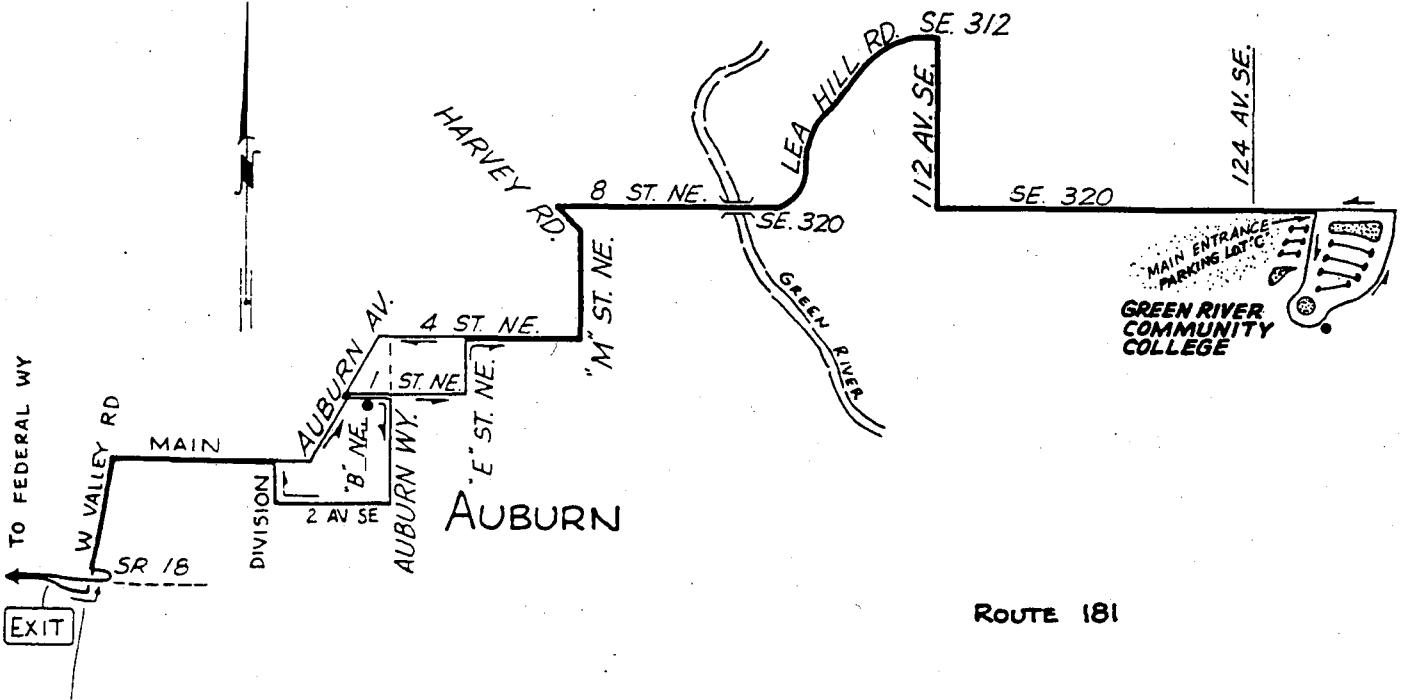 SE. 312
LEA HILL RD.
112 AV. SE.
124 AV. SE.
HARVEY RD.
8 ST. NE.
SE. 320
SE. 320
MAIN ENTRANCE
PARKING LOT "C"
GREEN RIVER
COMMUNITY
COLLEGE
"M" ST. NE.
GREEN RIVER
AUBURN AV.
4 ST. NE.
1 ST. NE.
"E" ST. NE.
"B" NE.
AUBURN WY.
TO FEDERAL WY
W VALLEY RD
MAIN
DIVISION
2 AV SE
AUBURN
SR 18
EXIT
ROUTE 181